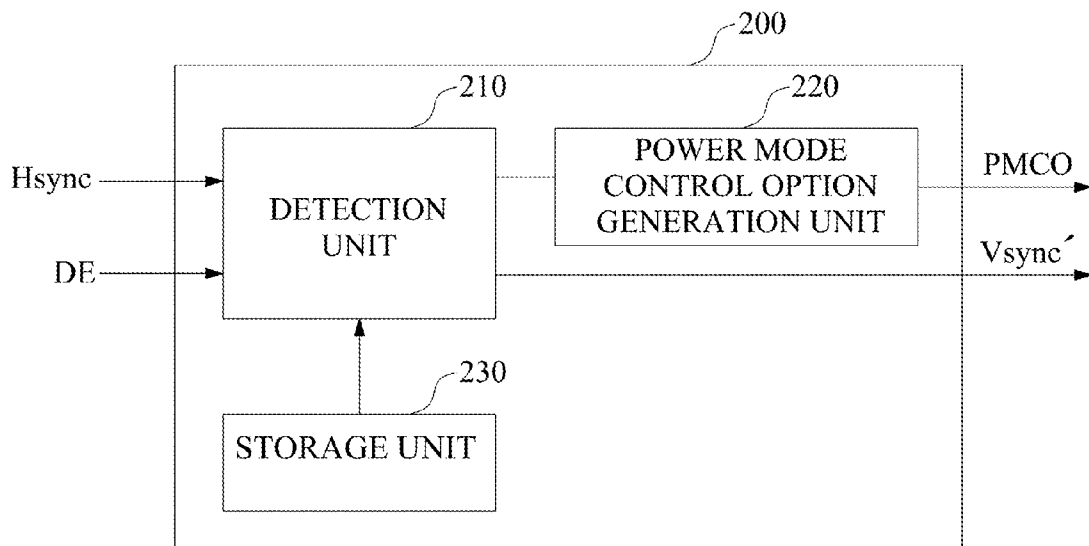 200
210
220
Hsync
DE
DETECTION
UNIT
POWER MODE
CONTROL OPTION
GENERATION UNIT
PMCO
Vsync´
230
STORAGE UNIT